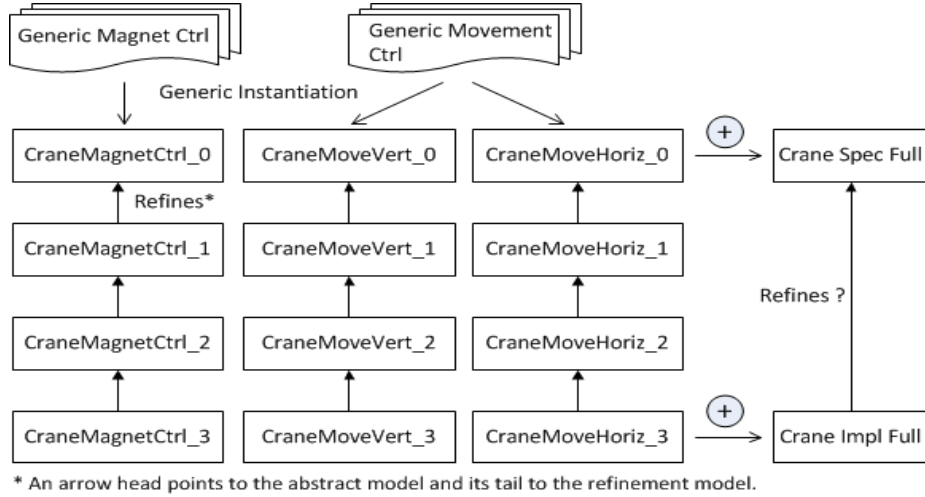 Generic Magnet Ctrl
Generic Movement
Ctrl
Generic Instantiation
CraneMagnetCtrl_0
CraneMoveVert_0
CraneMoveHoriz_0
+
Crane Spec Full
Refines*
CraneMagnetCtrl_1
CraneMoveVert_1
CraneMoveHoriz_1
Refines ?
CraneMagnetCtrl_2
CraneMoveVert_2
CraneMoveHoriz_2
CraneMagnetCtrl_3
CraneMoveVert_3
CraneMoveHoriz_3
+
Crane Impl Full
* An arrow head points to the abstract model and its tail to the refinement model.